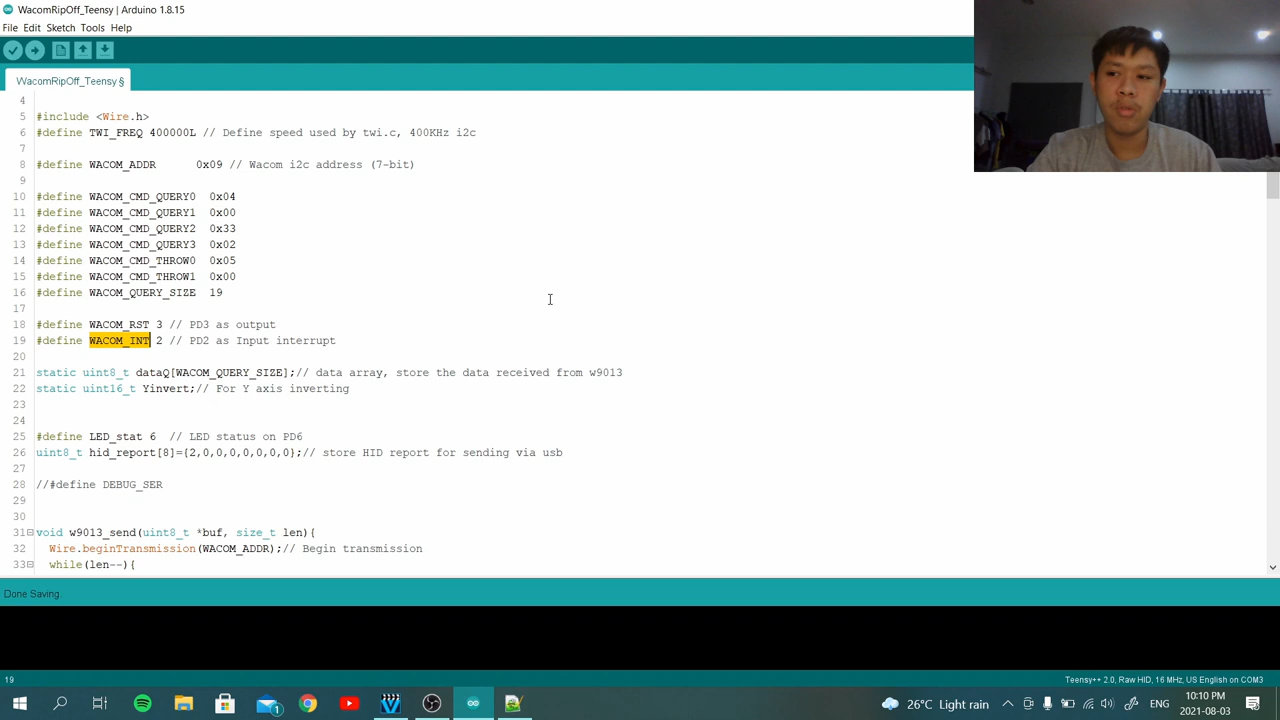 WacomRipOff_Teensy | Arduino 1.8.15
File Edit Sketch Tools Help
WacomRipOff_Teensy §
4
5 #include <Wire.h>
6 #define TWI_FREQ 400000L // Define speed used by twi.c, 400KHz i2c
7
8 #define WACOM_ADDR 0x09 // Wacom i2c address (7-bit)
9
10 #define WACOM_CMD_QUERY0 0x04
11 #define WACOM_CMD_QUERY1 0x00
12 #define WACOM_CMD_QUERY2 0x33
13 #define WACOM_CMD_QUERY3 0x02
14 #define WACOM_CMD_THROW0 0x05
15 #define WACOM_CMD_THROW1 0x00
16 #define WACOM_QUERY_SIZE 19
17
18 #define WACOM_RST 3 // PD3 as output
19 #define WACOM_INT 2 // PD2 as Input interrupt
20
21 static uint8_t dataQ[WACOM_QUERY_SIZE];// data array, store the data received from w9013
22 static uint16_t Yinvert;// For Y axis inverting
23
24
25 #define LED_stat 6 // LED status on PD6
26 uint8_t hid_report[8]={2,0,0,0,0,0,0,0};// store HID report for sending via usb
27
28 //#define DEBUG_SER
29
30
31 void w9013_send(uint8_t *buf, size_t len){
32 Wire.beginTransmission(WACOM_ADDR);// Begin transmission
33 while(len--){
Done Saving.
19 Teensy++ 2.0, Raw HID, 16 MHz, US English on COM3
1 26°C Light rain ENG 10:10 PM
2021-08-03